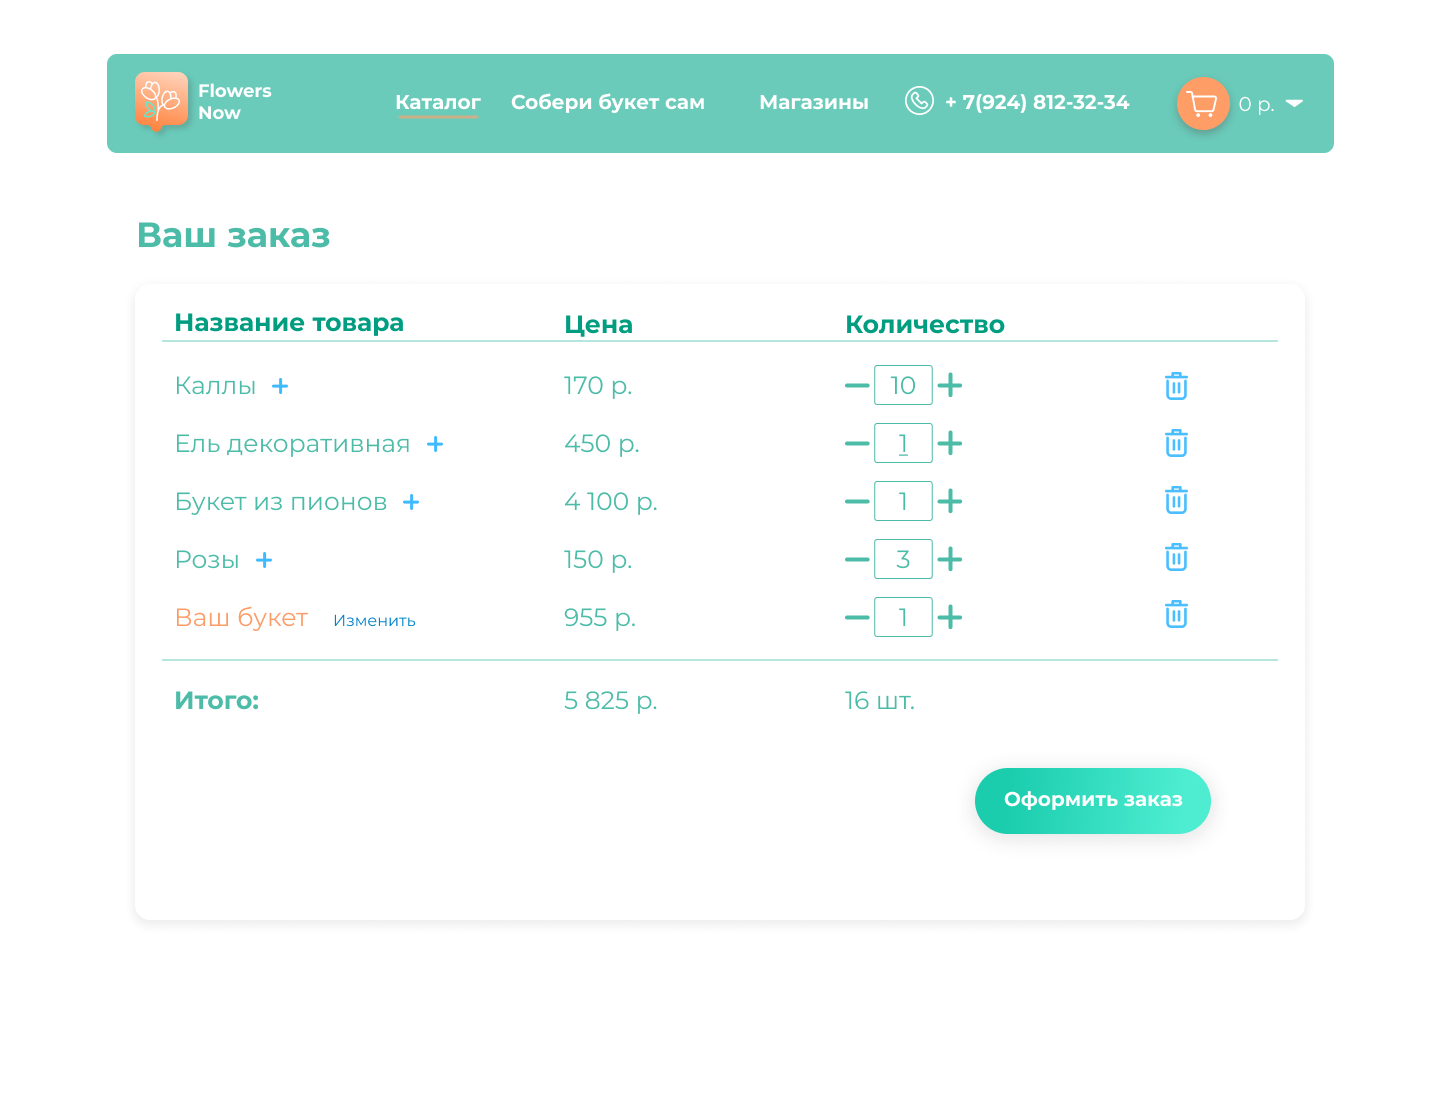 Flowers
Now
Каталог Собери букет сам Магазины + 7(924) 812-32-34 0 р.
Ваш заказ
Название товара Цена Количество
Каллы + 170 р. — 10 +
Ель декоративная + 450 р. — 1 +
Букет из пионов + 4 100 р. — 1 +
Розы + 150 р. — 3 +
Ваш букет Изменить 955 р. — 1 +
Итого: 5 825 р. 16 шт.
Оформить заказ